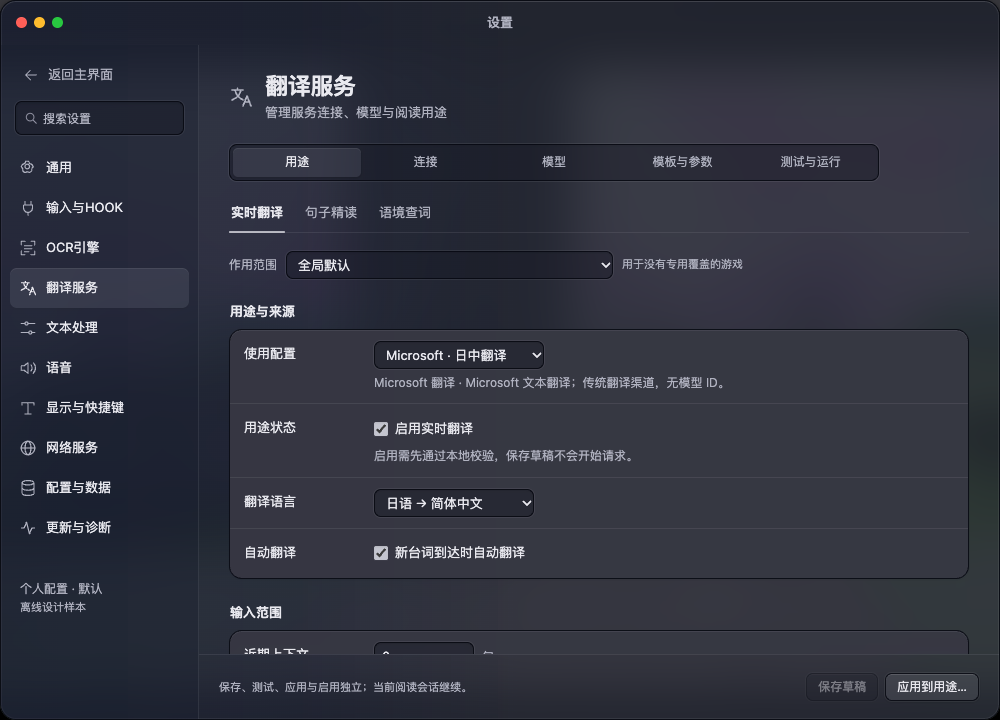 设置
返回主界面
搜索设置
通用
输入与HOOK
OCR引擎
翻译服务
文本处理
语音
显示与快捷键
网络服务
配置与数据
更新与诊断
个人配置 · 默认
离线设计样本
翻译服务
管理服务连接、模型与阅读用途
用途 连接 模型 模板与参数 测试与运行
实时翻译 句子精读 语境查词
作用范围 全局默认 用于没有专用覆盖的游戏
用途与来源
使用配置 Microsoft · 日中翻译
Microsoft 翻译 · Microsoft 文本翻译；传统翻译渠道，无模型 ID。
用途状态 启用实时翻译
启用需先通过本地校验，保存草稿不会开始请求。
翻译语言 日语 → 简体中文
自动翻译 新台词到达时自动翻译
输入范围
近期上下文
保存、测试、应用与启用独立；当前阅读会话继续。
保存草稿 应用到用途...